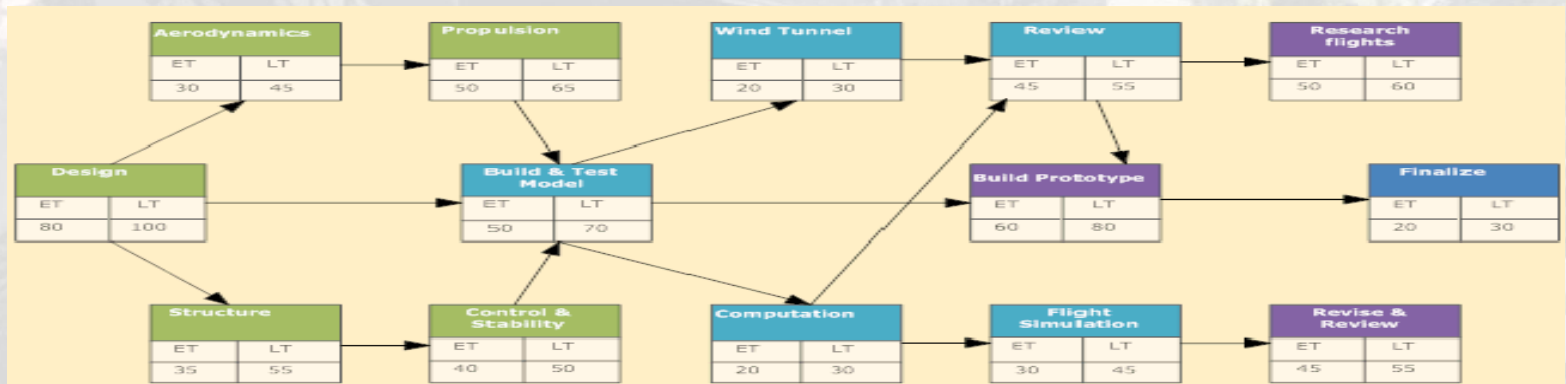 Aerodynamics
ET LT
30 45
Propulsion
ET LT
50 65
Wind Tunnel
ET LT
20 30
Review
ET LT
45 55
Research
flights
ET LT
50 60
Design
ET LT
80 100
Build & Test
Model
ET LT
50 70
Build Prototype
ET LT
60 80
Finalize
ET LT
20 30
Structure
ET LT
35 55
Control &
Stability
ET LT
40 50
Computation
ET LT
20 30
Flight
Simulation
ET LT
30 45
Revise &
Review
ET LT
45 55